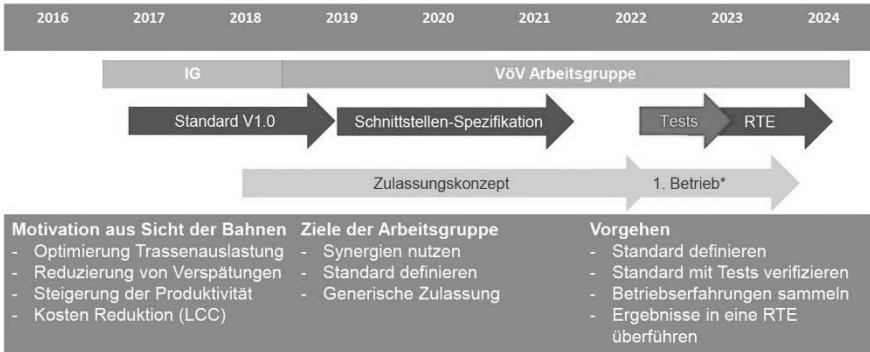 2016 2017 2018 2019 2020 2021 2022 2023 2024
IG VöV Arbeitsgruppe
Standard V1.0 Schnittstellen-Spezifikation Tests RTE
Zulassungskonzept 1. Betrieb*
Motivation aus Sicht der Bahnen
- Optimierung Trassenauslastung
- Reduzierung von Verspätungen
- Steigerung der Produktivität
- Kosten Reduktion (LCC)
Ziele der Arbeitsgruppe
- Synergien nutzen
- Standard definieren
- Generische Zulassung
Vorgehen
- Standard definieren
- Standard mit Tests verifizieren
- Betriebserfahrungen sammeln
- Ergebnisse in eine RTE
überführen